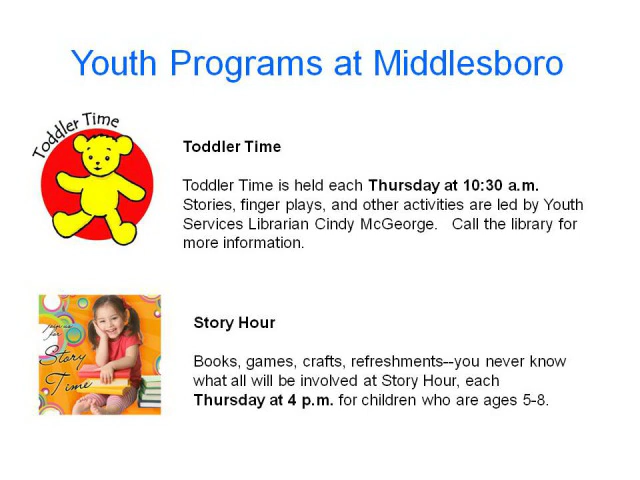 Youth Programs at Middlesboro
Toddler Time
Toddler Time
Toddler Time is held each Thursday at 10:30 a.m.
Stories, finger plays, and other activities are led by Youth
Services Librarian Cindy McGeorge.   Call the library for
more information.
Join us
for
Story
Time
Story Hour
Books, games, crafts, refreshments--you never know
what all will be involved at Story Hour, each
Thursday at 4 p.m. for children who are ages 5-8.